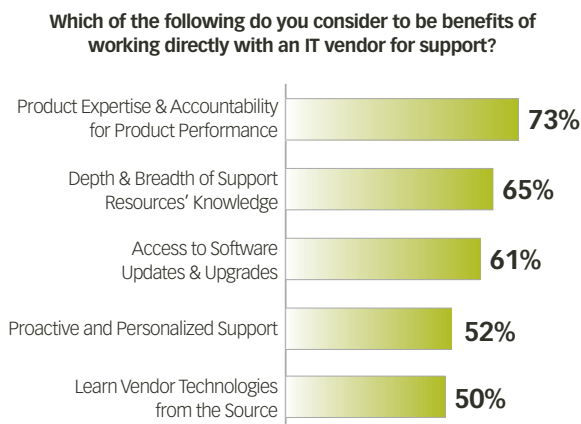 Which of the following do you consider to be benefits of
working directly with an IT vendor for support?
Product Expertise & Accountability
for Product Performance
73%
Depth & Breadth of Support
Resources’ Knowledge
65%
Access to Software
Updates & Upgrades
61%
Proactive and Personalized Support
52%
Learn Vendor Technologies
from the Source
50%